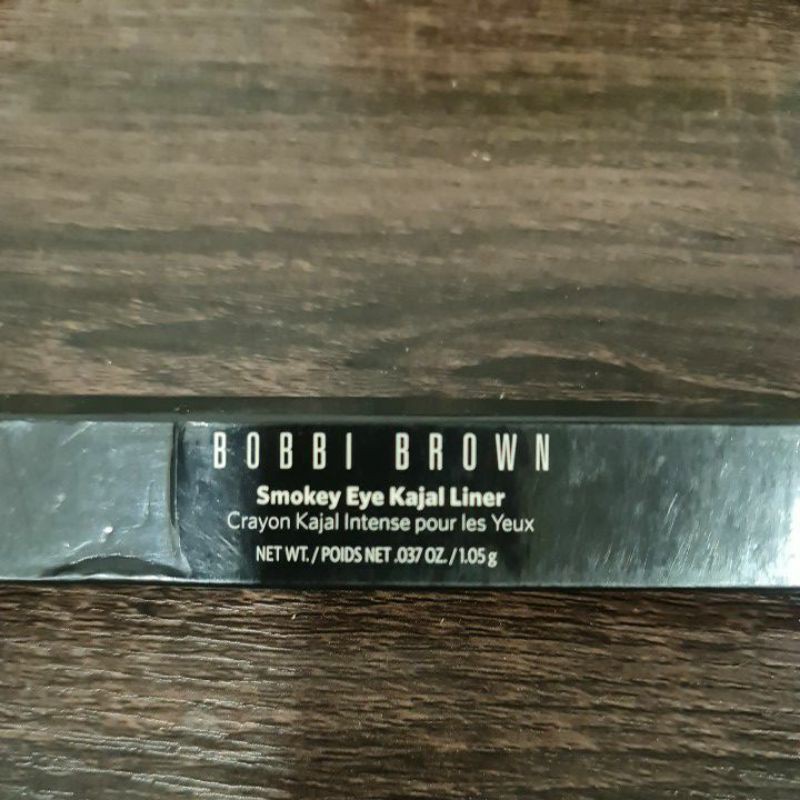 BOBBI BROWN
Smokey Eye Kajal Liner
Crayon Kajal Intense pour les Yeux
NET WT. / POIDS NET .037 OZ. / 1.05 g